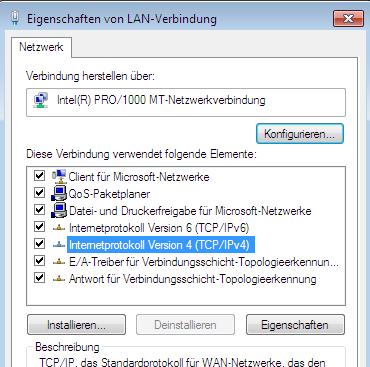 Eigenschaften von LAN-Verbindung
Netzwerk
Verbindung herstellen über:
Intel(R) PRO/1000 MT-Netzwerkverbindung
Konfigurieren...
Diese Verbindung verwendet folgende Elemente:
Client für Microsoft-Netzwerke
QoS-Paketplaner
Datei- und Druckerfreigabe für Microsoft-Netzwerke
Internetprotokoll Version 6 (TCP/IPv6)
Internetprotokoll Version 4 (TCP/IPv4)
E/A-Treiber für Verbindungsschicht-Topologieerkennun...
Antwort für Verbindungsschicht-Topologieerkennung
Installieren... Deinstallieren Eigenschaften
Beschreibung
TCP/IP, das Standardprotokoll für WAN-Netzwerke, das den